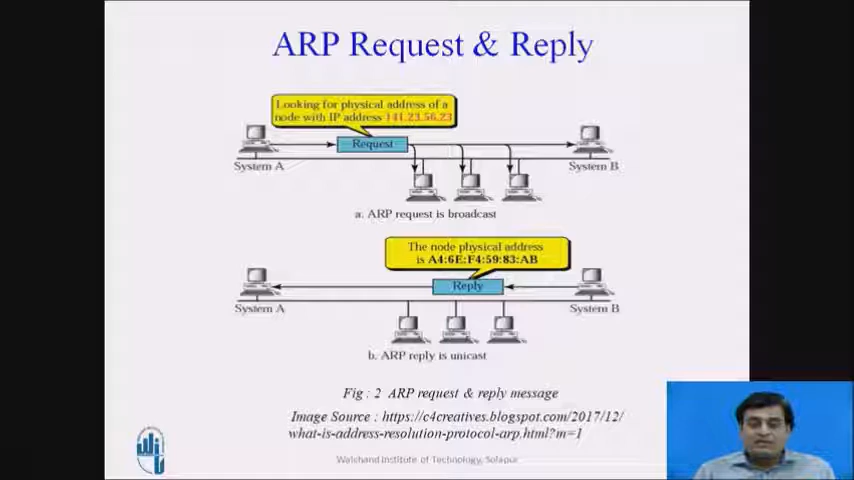 ARP Request & Reply
Looking for physical address of a
node with IP address 141.23.56.23
Request
System A
System B
a. ARP request is broadcast
The node physical address
is A4:6E:F4:59:83:AB
Reply
System A
System B
b. ARP reply is unicast
Fig : 2 ARP request & reply message
Image Source : https://c4creatives.blogspot.com/2017/12/
what-is-address-resolution-protocol-arp.html?m=1
Walchand Institute of Technology, Solapur